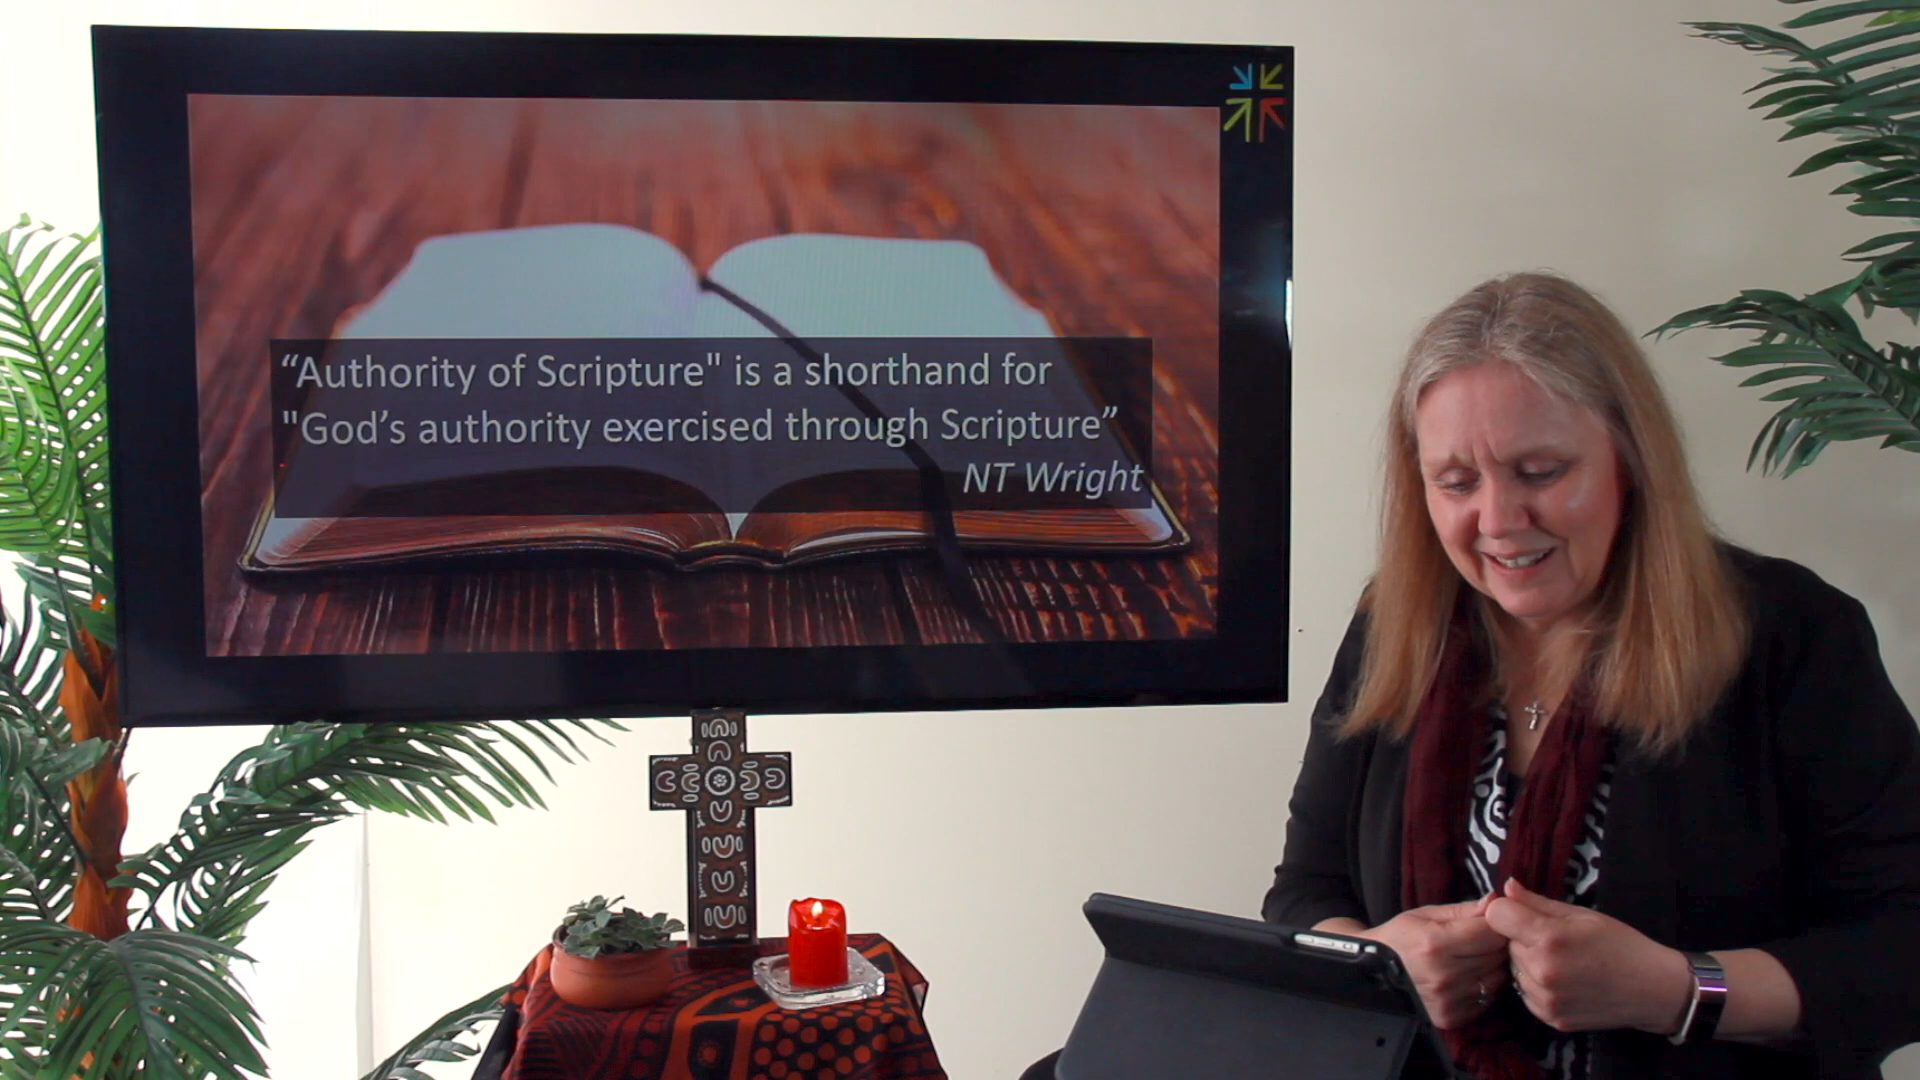 “Authority of Scripture" is a shorthand for
"God’s authority exercised through Scripture”
NT Wright